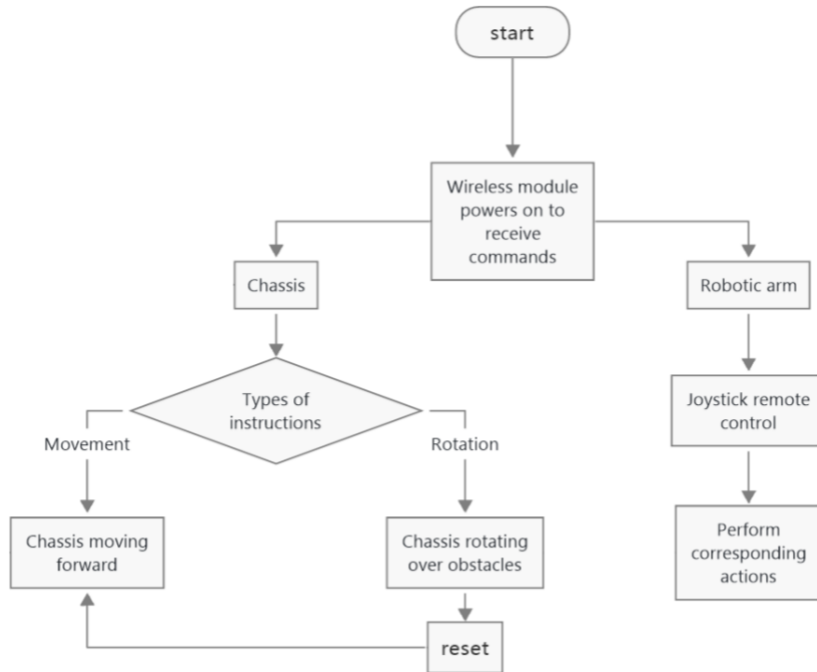 start
Wireless module
powers on to
receive
commands
Chassis
Robotic arm
Types of
instructions
Joystick remote
control
Movement
Rotation
Chassis moving
forward
Chassis rotating
over obstacles
Perform
corresponding
actions
reset